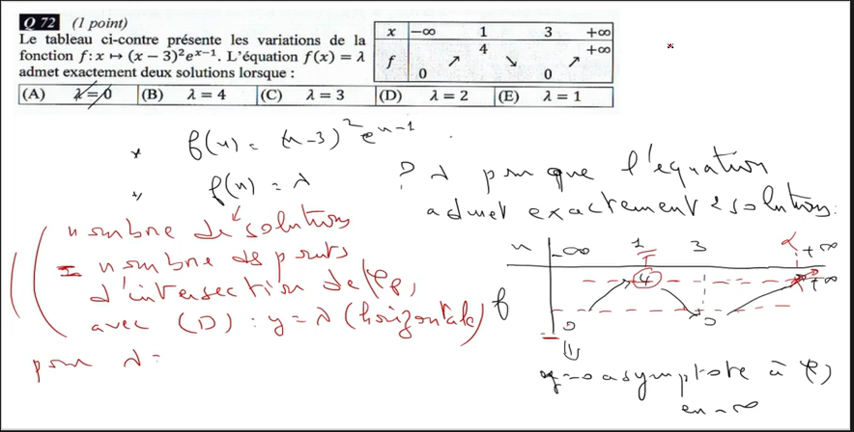 Q 72 (1 point)
Le tableau ci-contre présente les variations de la
fonction f: x ↦ (x − 3)²eˣ⁻¹. L'équation f(x) = λ
admet exactement deux solutions lorsque :
x −∞ 1 3 +∞
f 0 ↗ 4 ↘ 0 ↗ +∞
(A) λ = 0 (B) λ = 4 (C) λ = 3 (D) λ = 2 (E) λ = 1
* f(x) = (x-3)² eˣ⁻¹.
f(x) = λ
? λ pour que l'équation
admet exactement 2 solutions:
nombre de solutions
= nombre de points
d'intersection de (φf)
avec (D) : y = λ (horizontale)
pour λ =
x −∞ 1 3 α +∞
f 0 4 0 +∞
y=0 asymptote à φ)
en −∞